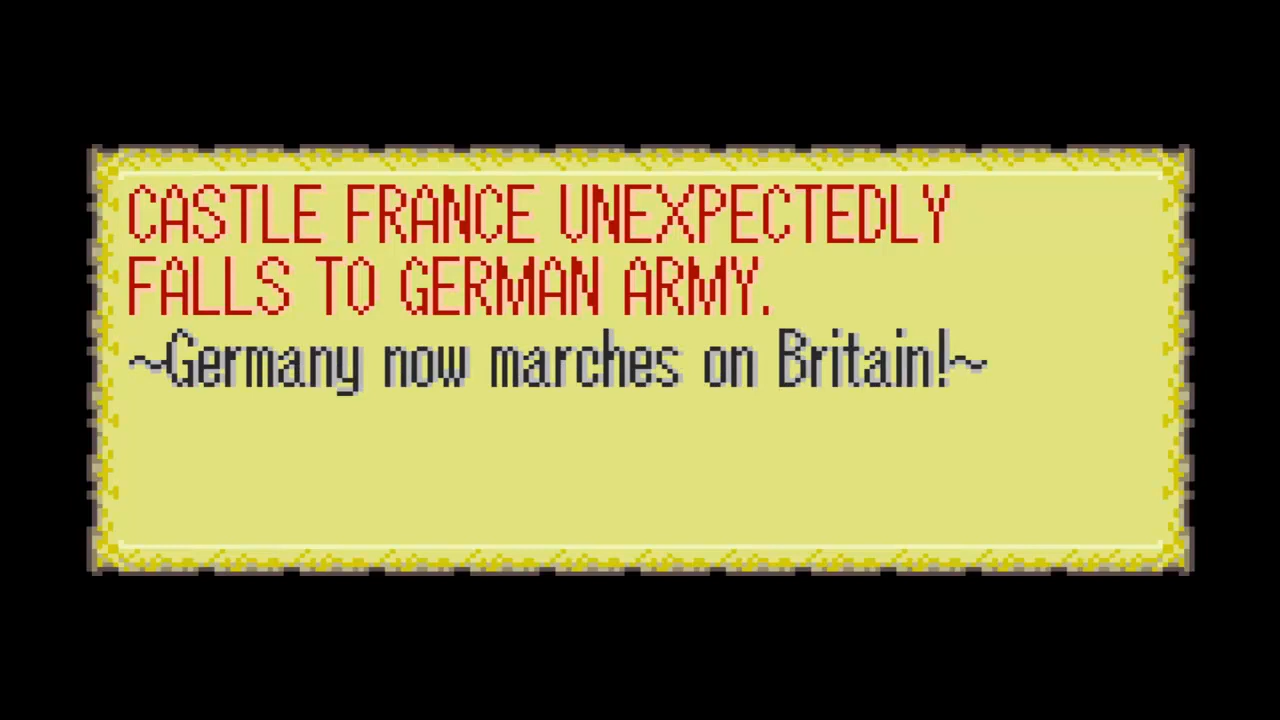 CASTLE FRANCE UNEXPECTEDLY
FALLS TO GERMAN ARMY.
~Germany now marches on Britain!~